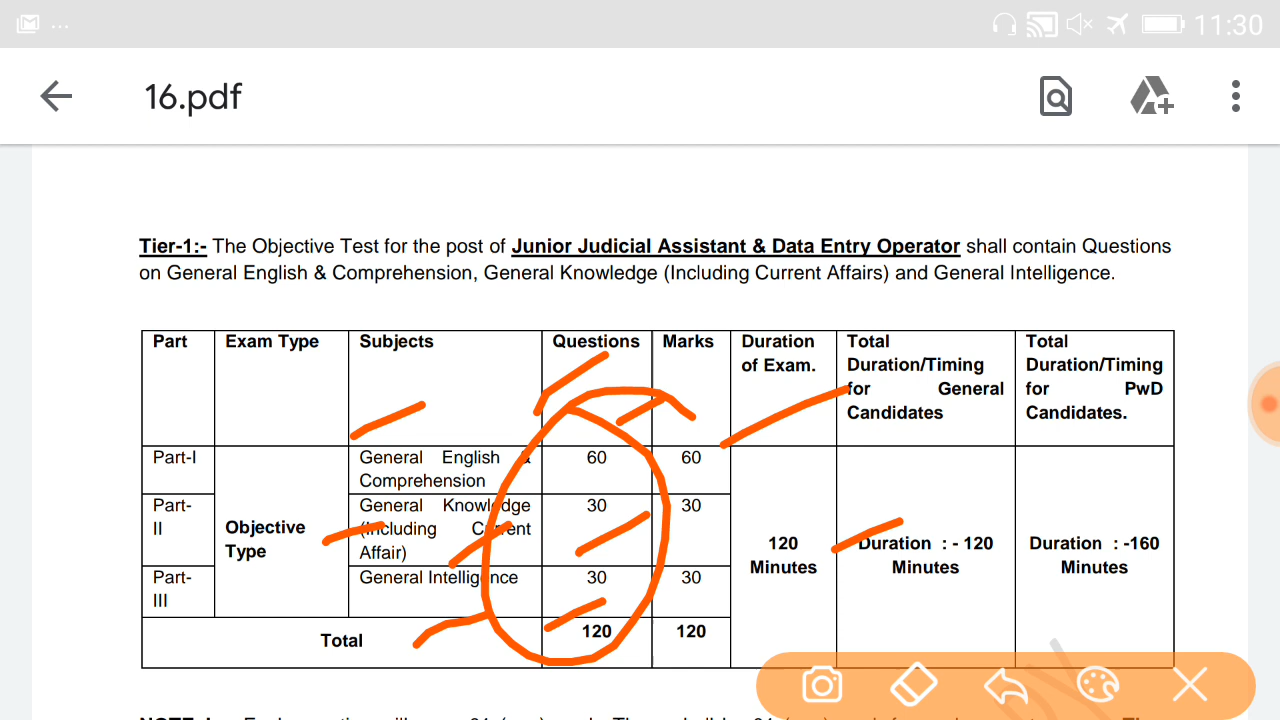 ... 11:30
16.pdf
Tier-1:- The Objective Test for the post of Junior Judicial Assistant & Data Entry Operator shall contain Questions
on General English & Comprehension, General Knowledge (Including Current Affairs) and General Intelligence.
Part Exam Type Subjects Questions Marks Duration of Exam. Total Duration/Timing for General Candidates Total Duration/Timing for PwD Candidates.
Part-I General English & Comprehension 60 60
Part-II General Knowledge (Including Current Affair) 30 30
Objective Type
120 Minutes Duration : - 120 Minutes Duration : -160 Minutes
Part-III General Intelligence 30 30
Total 120 120